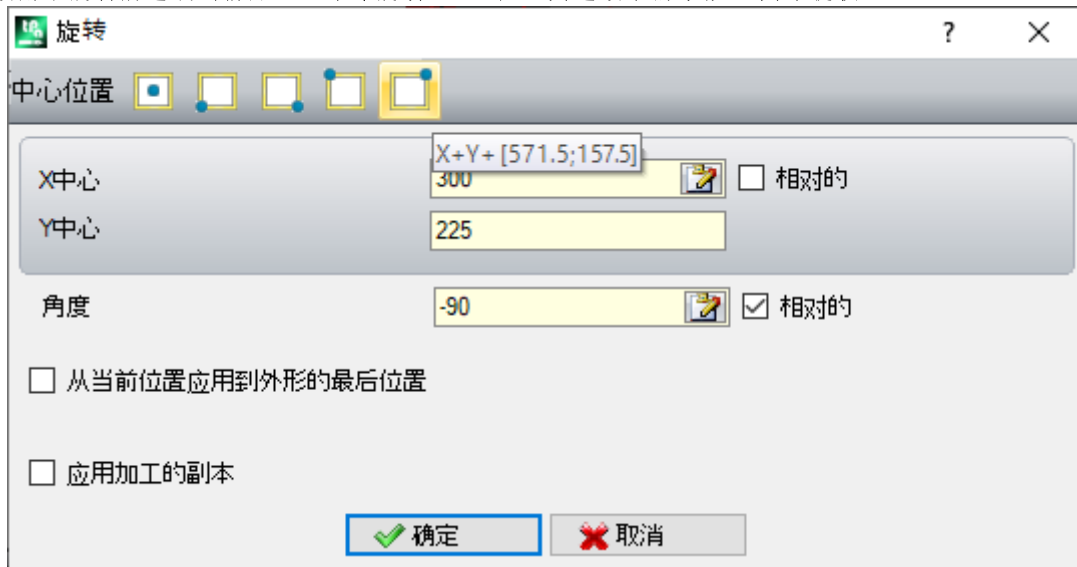 旋转
?
中心位置
X+Y+ [571.5;157.5]
X中心
300
相对的
Y中心
225
角度
-90
相对的
从当前位置应用到外形的最后位置
应用加工的副本
确定
取消